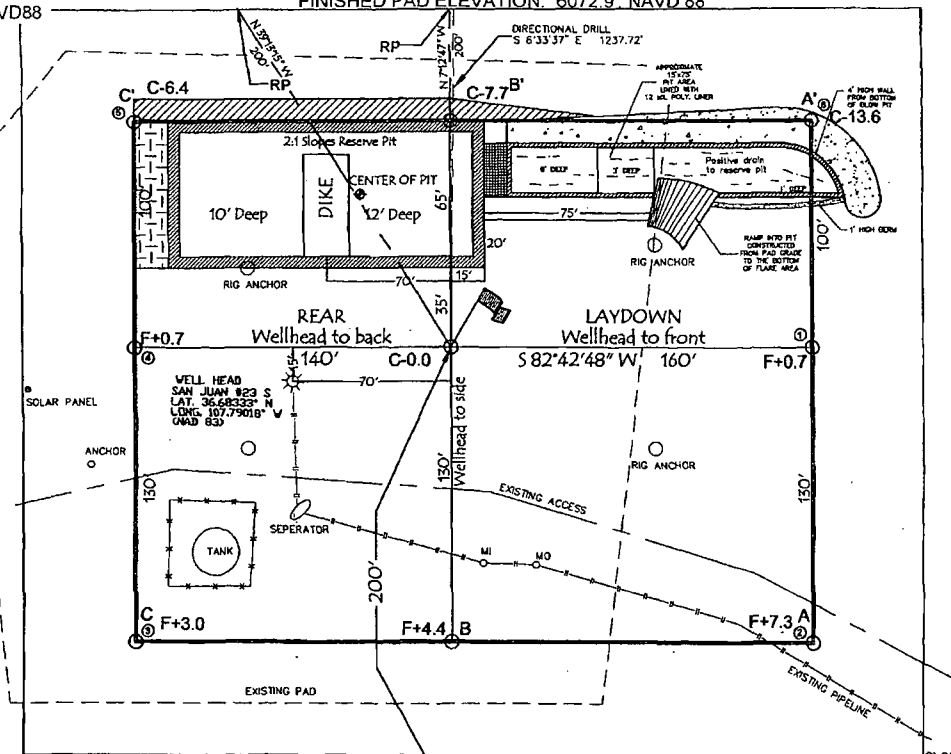 FINISHED PAD ELEVATION: 6072.9', NAVD 88
VD88
N 39°13'15" W
200'
RP
RP
N 7°12'47" W
200'
DIRECTIONAL DRILL
S 6°33'37" E 1237.72'
C' C-6.4
⑤
C-7.7 B'
APPROXIMATE
15'x75'
PIT AREA
LINED WITH
12 MIL POLY. LINER
A' ⑥
C-13.6
4' HIGH WALL
FROM BOTTOM
OF BLOW PIT
2:1 Slopes Reserve Pit
CENTER OF PIT
DIKE
10' Deep
12' Deep
100'
65'
6' DEEP
3' DEEP
Positive drain
to reserve pit
1' DEEP
75'
100'
1' HIGH BERM
20'
RAMP INTO PIT
CONSTRUCTED
FROM PAD GRADE
TO THE BOTTOM
OF FLARE AREA
RIG ANCHOR
70'
15'
RIG ANCHOR
35'
REAR
Wellhead to back
LAYDOWN
Wellhead to front
F+0.7
④
140'
C-0.0
S 82°42'48" W 160'
①
F+0.7
15'
70'
WELL HEAD
SAN JUAN #23 S
LAT. 36.68333° N
LONG. 107.79018° W
(NAD 83)
SOLAR PANEL
Wellhead to side
ANCHOR
RIG ANCHOR
130'
130'
130'
EXISTING ACCESS
SEPERATOR
TANK
MI
MO
200'
C
③
F+3.0
F+4.4
B
F+7.3
A
②
EXISTING PAD
EXISTING PIPELINE